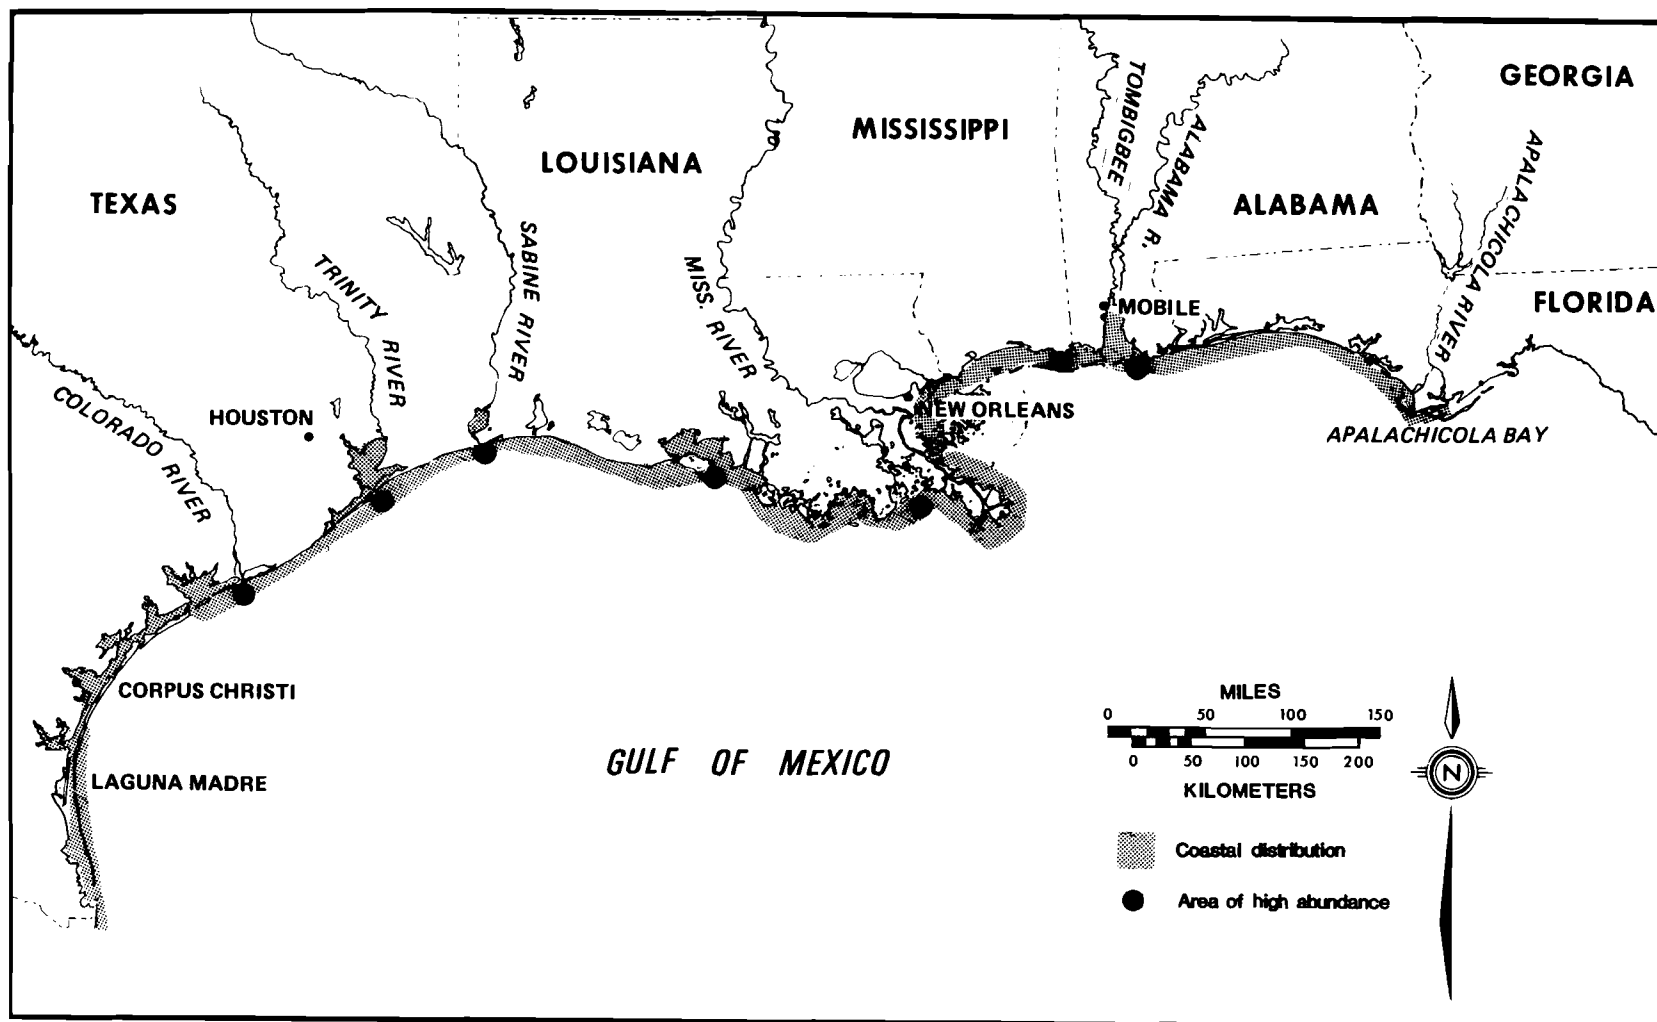 GEORGIA
MISSISSIPPI
TOMBIGBEE
ALABAMA R.
APALACHICOLA RIVER
LOUISIANA
TEXAS
ALABAMA
SABINE RIVER
TRINITY RIVER
MISS. RIVER
MOBILE
FLORIDA
COLORADO RIVER
HOUSTON
NEW ORLEANS
APALACHICOLA BAY
CORPUS CHRISTI
LAGUNA MADRE
GULF OF MEXICO
MILES
0 50 100 150
0 50 100 150 200
KILOMETERS
N
Coastal distribution
Area of high abundance